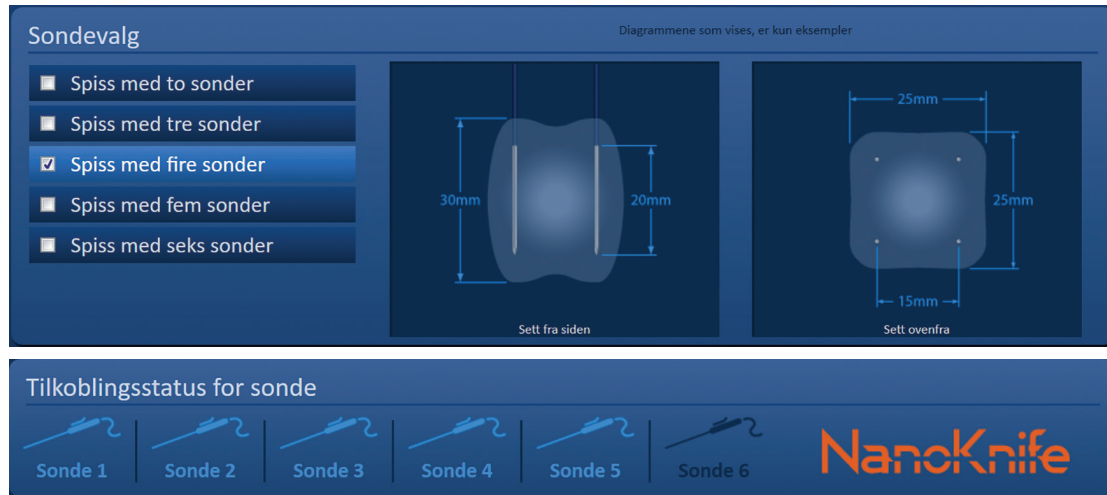 Sondevalg
Diagrammene som vises, er kun eksempler
Spiss med to sonder
Spiss med tre sonder
Spiss med fire sonder
Spiss med fem sonder
Spiss med seks sonder
30mm
20mm
Sett fra siden
25mm
25mm
15mm
Sett ovenfra
Tilkoblingsstatus for sonde
Sonde 1
Sonde 2
Sonde 3
Sonde 4
Sonde 5
Sonde 6
NanoKnife